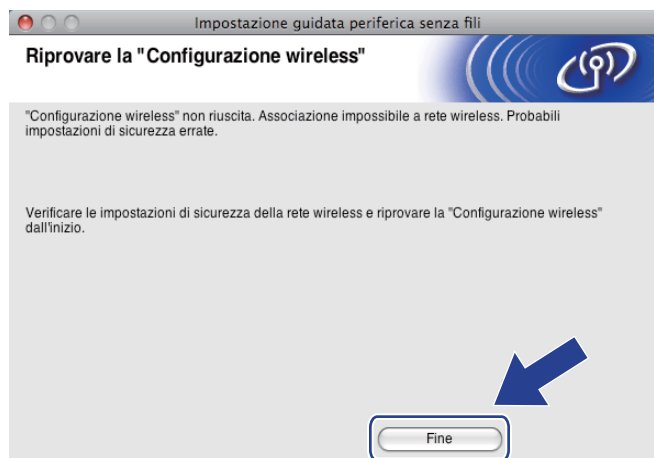 Impostazione guidata periferica senza fili
Riprovare la "Configurazione wireless"
"Configurazione wireless" non riuscita. Associazione impossibile a rete wireless. Probabili
impostazioni di sicurezza errate.
Verificare le impostazioni di sicurezza della rete wireless e riprovare la "Configurazione wireless"
dall'inizio.
Fine